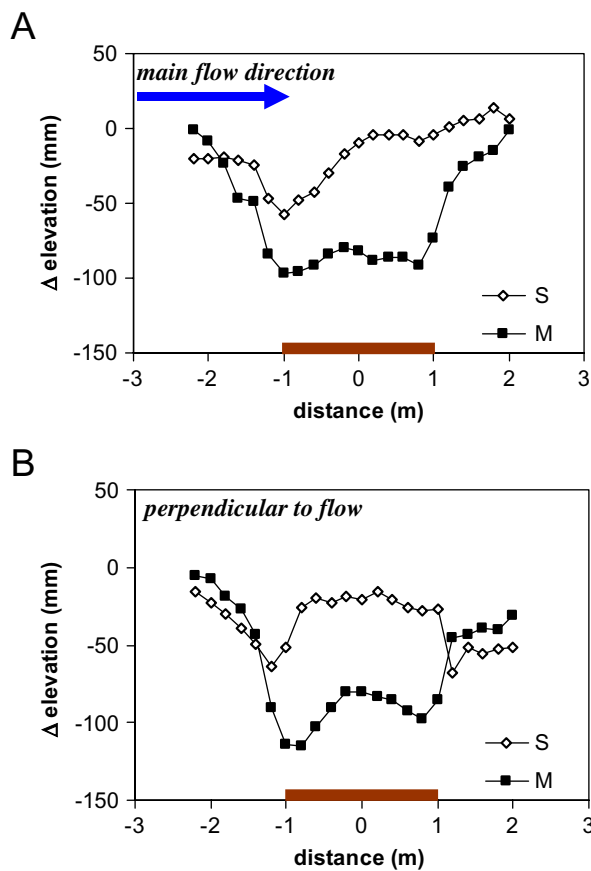 A
50
main flow direction
0
-50
-100
-150
Δ elevation (mm)
S
M
-3 -2 -1 0 1 2 3
distance (m)
B
50
perpendicular to flow
0
-50
-100
-150
Δ elevation (mm)
S
M
-3 -2 -1 0 1 2 3
distance (m)